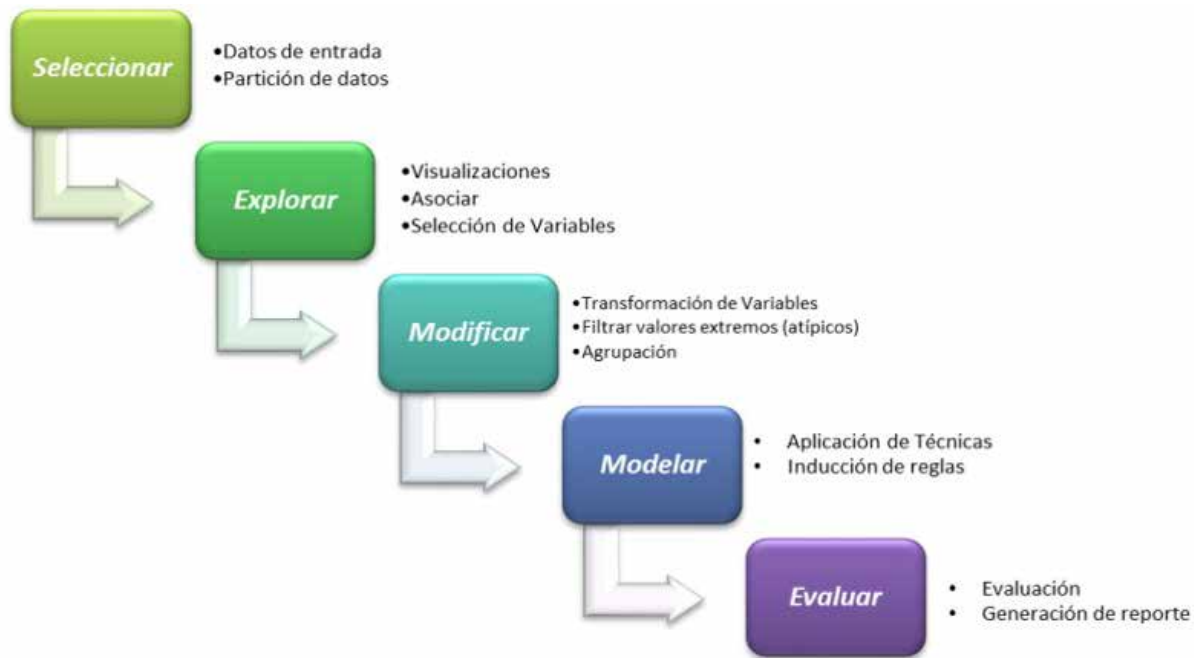 Seleccionar
•Datos de entrada
•Partición de datos
Explorar
•Visualizaciones
•Asociar
•Selección de Variables
Modificar
•Transformación de Variables
•Filtrar valores extremos (atípicos)
•Agrupación
Modelar
• Aplicación de Técnicas
• Inducción de reglas
Evaluar
• Evaluación
• Generación de reporte